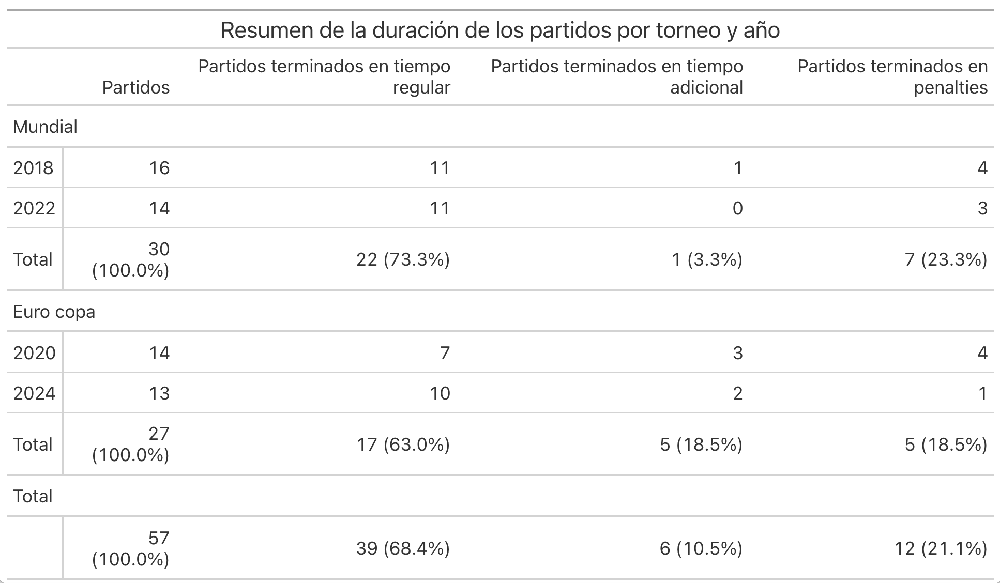 Resumen de la duración de los partidos por torneo y año
Partidos Partidos terminados en tiempo regular Partidos terminados en tiempo adicional Partidos terminados en penalties
Mundial
2018 16 11 1 4
2022 14 11 0 3
Total 30 (100.0%) 22 (73.3%) 1 (3.3%) 7 (23.3%)
Euro copa
2020 14 7 3 4
2024 13 10 2 1
Total 27 (100.0%) 17 (63.0%) 5 (18.5%) 5 (18.5%)
Total
57 (100.0%) 39 (68.4%) 6 (10.5%) 12 (21.1%)